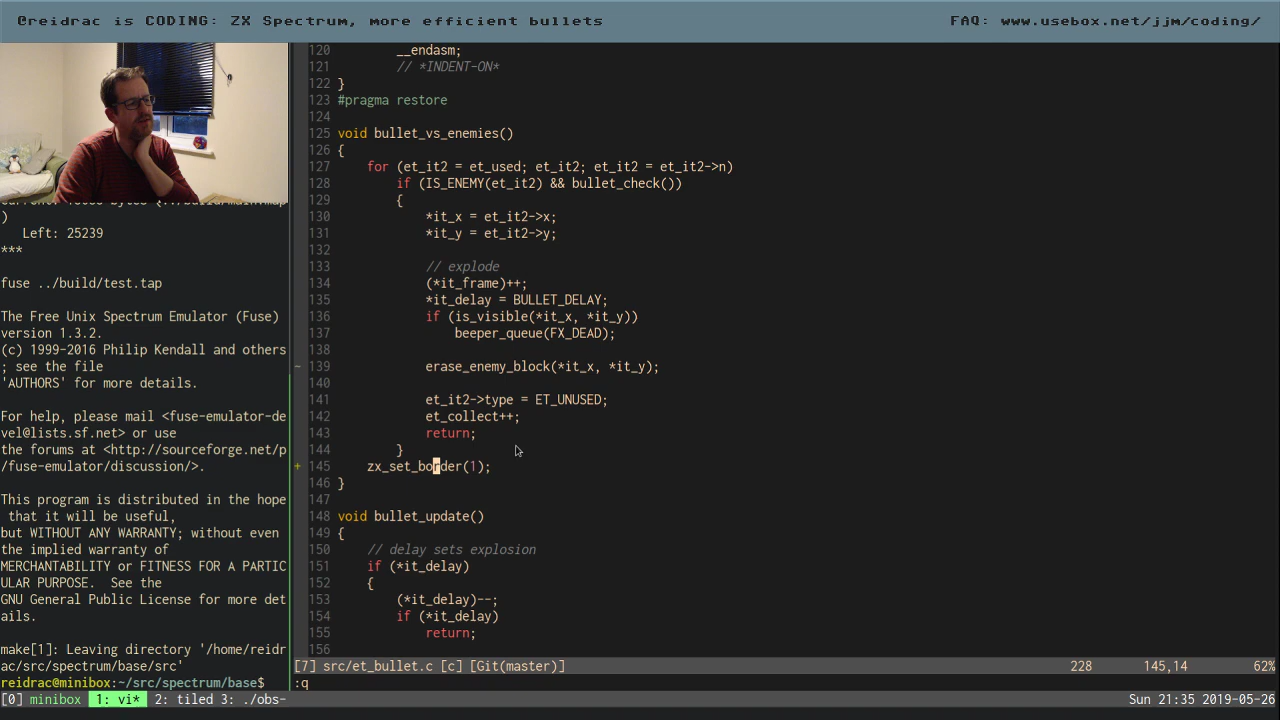 @reidrac is CODING: ZX Spectrum, more efficient bullets
FAQ: www.usebox.net/jjm/coding/
)
   Left: 25239
***
fuse ../build/test.tap
The Free Unix Spectrum Emulator (Fuse)
version 1.3.2.
(c) 1999-2016 Philip Kendall and others
; see the file
'AUTHORS' for more details.
For help, please mail <fuse-emulator-de
vel@lists.sf.net> or use
the forums at <http://sourceforge.net/p
/fuse-emulator/discussion/>.
This program is distributed in the hope
 that it will be useful,
but WITHOUT ANY WARRANTY; without even
the implied warranty of
MERCHANTABILITY or FITNESS FOR A PARTIC
ULAR PURPOSE.  See the
GNU General Public License for more det
ails.
make[1]: Leaving directory '/home/reidr
ac/src/spectrum/base/src'
reidrac@minibox:~/src/spectrum/base$
120         __endasm;
121         // *INDENT-ON*
122 }
123 #pragma restore
124
125 void bullet_vs_enemies()
126 {
127     for (et_it2 = et_used; et_it2; et_it2 = et_it2->n)
128         if (IS_ENEMY(et_it2) && bullet_check())
129         {
130             *it_x = et_it2->x;
131             *it_y = et_it2->y;
132
133             // explode
134             (*it_frame)++;
135             *it_delay = BULLET_DELAY;
136             if (is_visible(*it_x, *it_y))
137                 beeper_queue(FX_DEAD);
138
~ 139             erase_enemy_block(*it_x, *it_y);
140
141             et_it2->type = ET_UNUSED;
142             et_collect++;
143             return;
144         }
+ 145     zx_set_border(1);
146 }
147
148 void bullet_update()
149 {
150     // delay sets explosion
151     if (*it_delay)
152     {
153         (*it_delay)--;
154         if (*it_delay)
155             return;
156
[7] src/et_bullet.c [c] [Git(master)] 228 145,14 62%
:q
[0] minibox 1: vi* 2: tiled 3: ./obs- Sun 21:35 2019-05-26